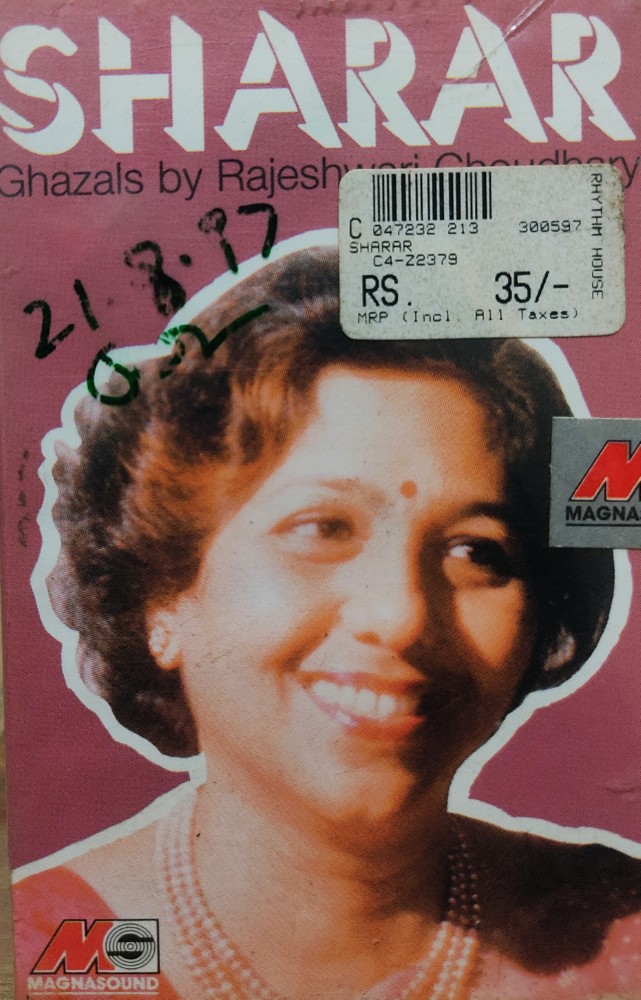 SHARAR
Ghazals by Rajeshwari Choudhary
RHYTHM HOUSE
C 047232 213 300597
SHARAR
C4-Z2379
RS. 35/-
MRP (Incl. All Taxes)
21.8.97
M
MAGNA
M
MAGNASOUND